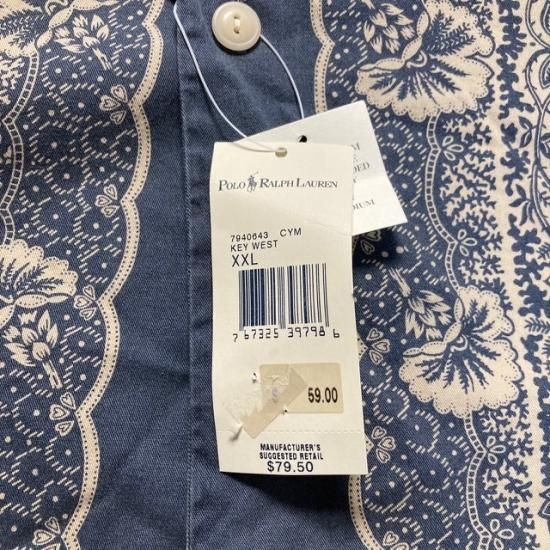 POLO RALPH LAUREN
7940643 CYM
KEY WEST
XXL
7 67325 39798 6
59.00
MANUFACTURER'S
SUGGESTED RETAIL
$79.50